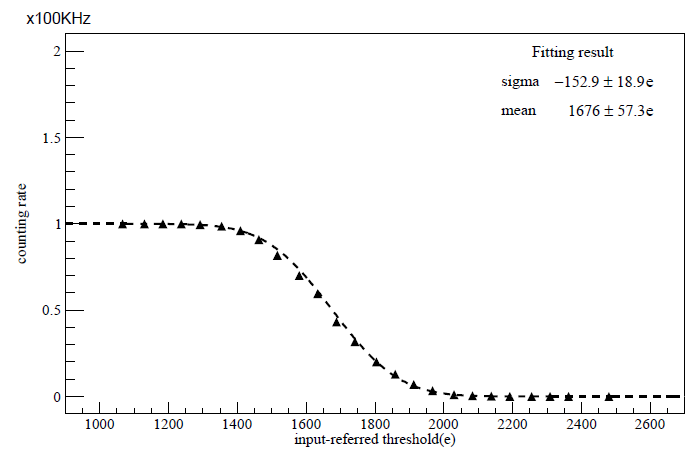 x100KHz
2
Fitting result
sigma −152.9 ± 18.9e
mean 1676 ± 57.3e
1.5
counting rate
1
0.5
0
1000 1200 1400 1600 1800 2000 2200 2400 2600
input-referred threshold(e)